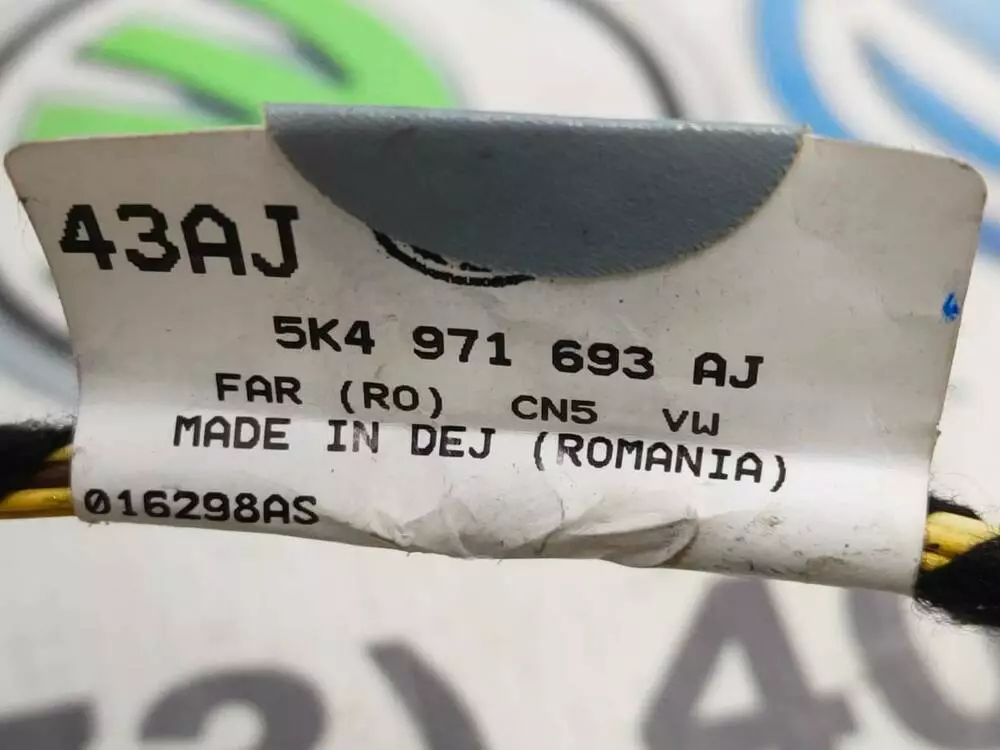 43AJ
5K4 971 693 AJ
FAR (RO) CN5 VW
MADE IN DEJ (ROMANIA)
016298AS